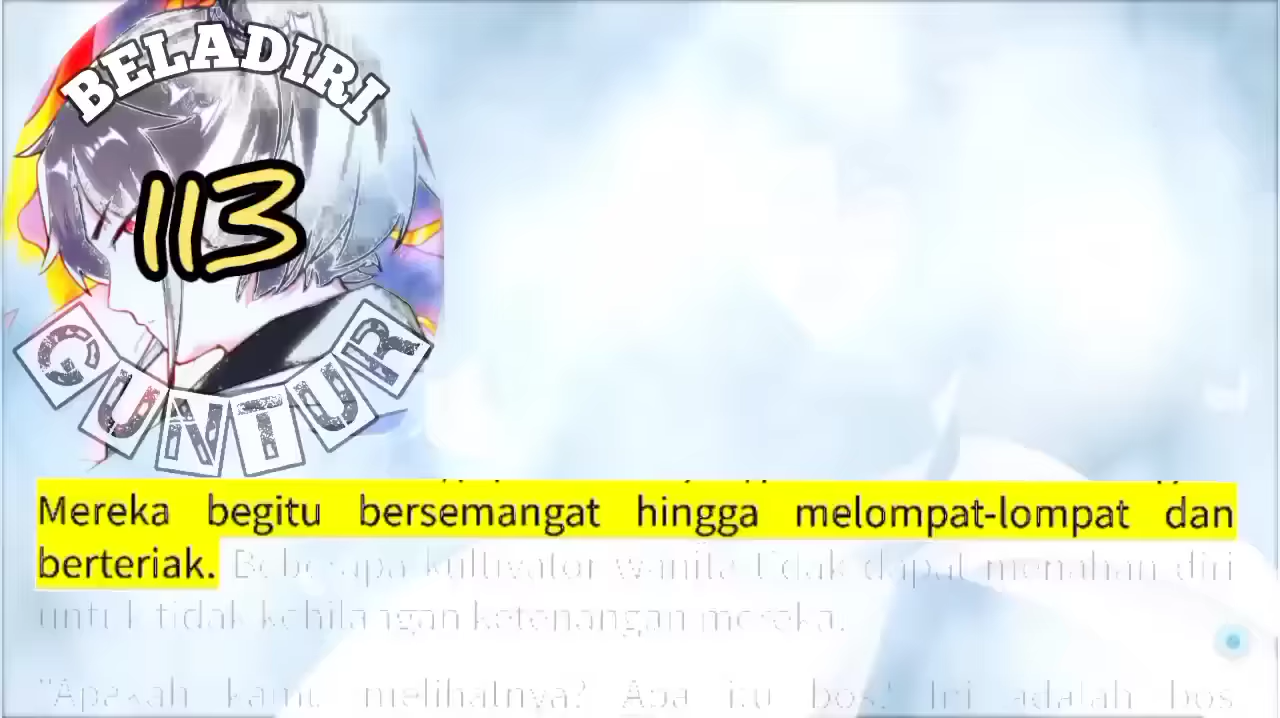 BELADIRI
113
GUNTUR
Mereka begitu bersemangat hingga melompat-lompat dan
berteriak. Beberapa kultivator wanita tidak dapat menahan diri
untuk tidak kehilangan ketenangan mereka.
"Apakah kamu melihatnya? Apa itu bos? Ini adalah bos